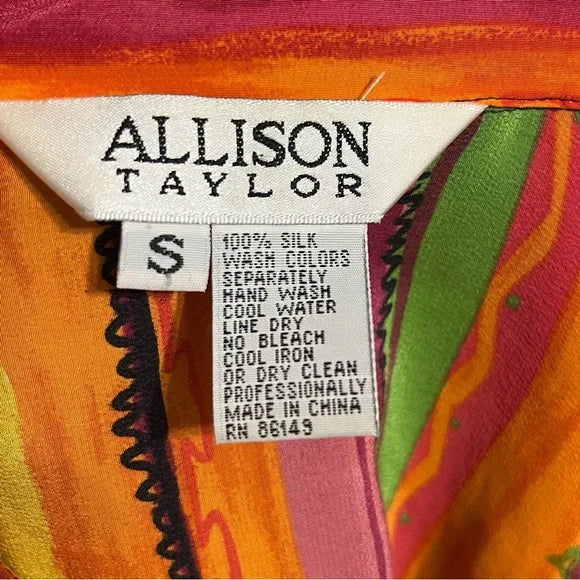 ALLISON
TAYLOR
S
100% SILK
WASH COLORS
SEPARATELY
HAND WASH
COOL WATER
LINE DRY
NO BLEACH
COOL IRON
OR DRY CLEAN
PROFESSIONALLY
MADE IN CHINA
RN 86149